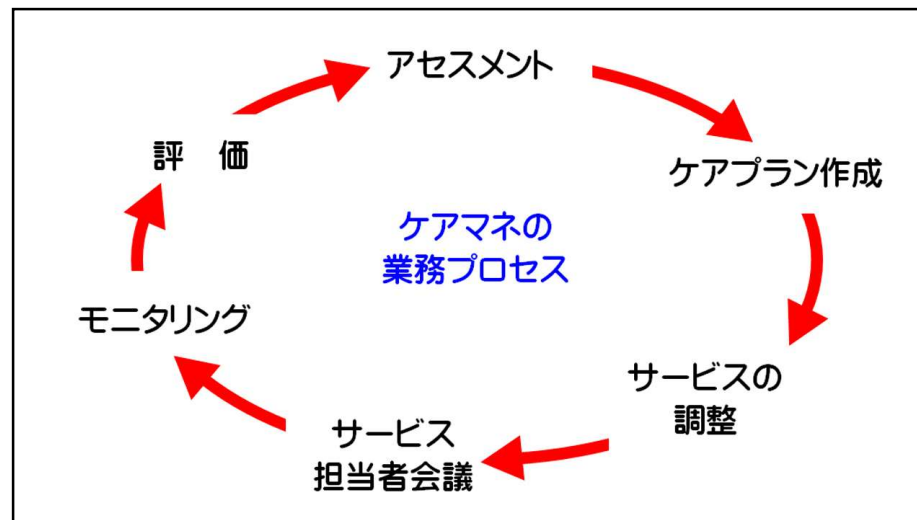 アセスメント
ケアプラン作成
サービスの
調整
サービス
担当者会議
モニタリング
評　価
ケアマネの
業務プロセス